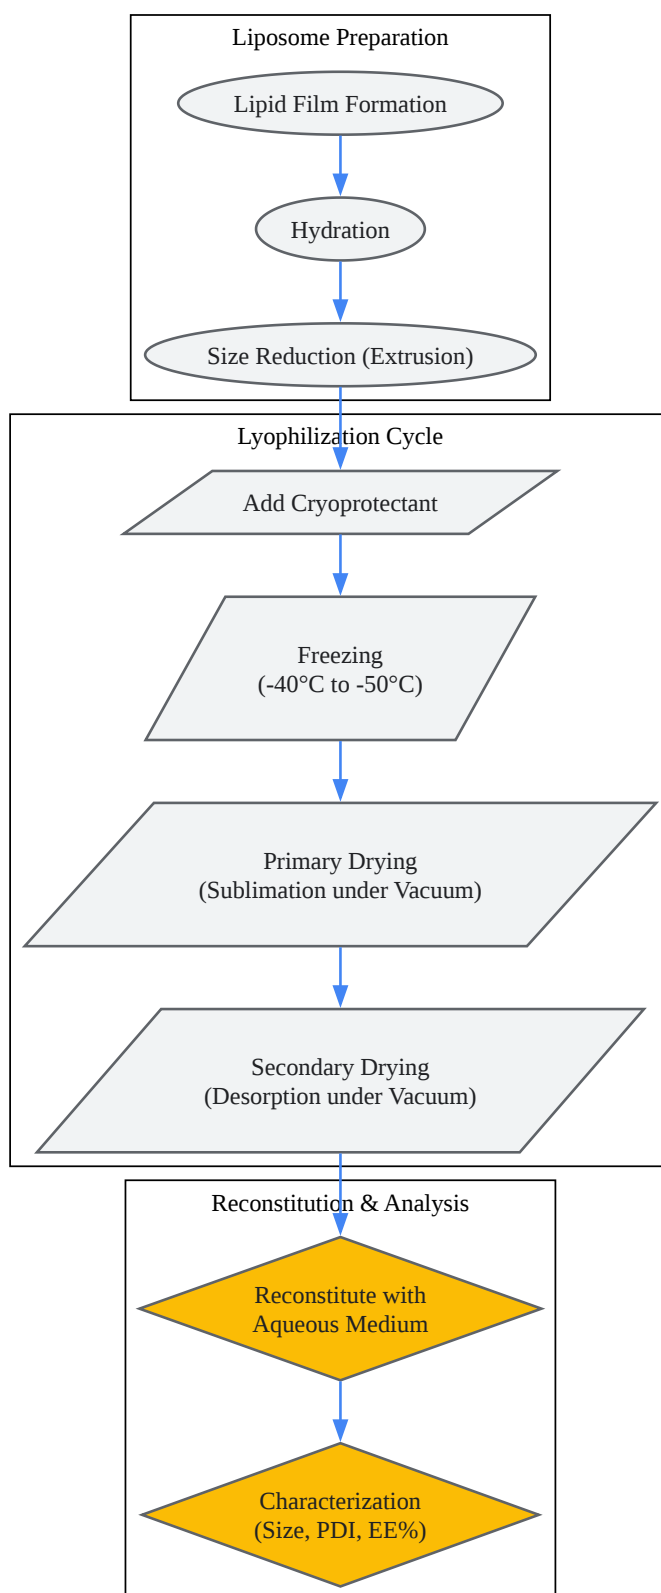 Liposome Preparation
Lipid Film Formation
Hydration
Size Reduction (Extrusion)
Lyophilization Cycle
Add Cryoprotectant
Freezing
(-40°C to -50°C)
Primary Drying
(Sublimation under Vacuum)
Secondary Drying
(Desorption under Vacuum)
Reconstitution & Analysis
Reconstitute with
Aqueous Medium
Characterization
(Size, PDI, EE%)